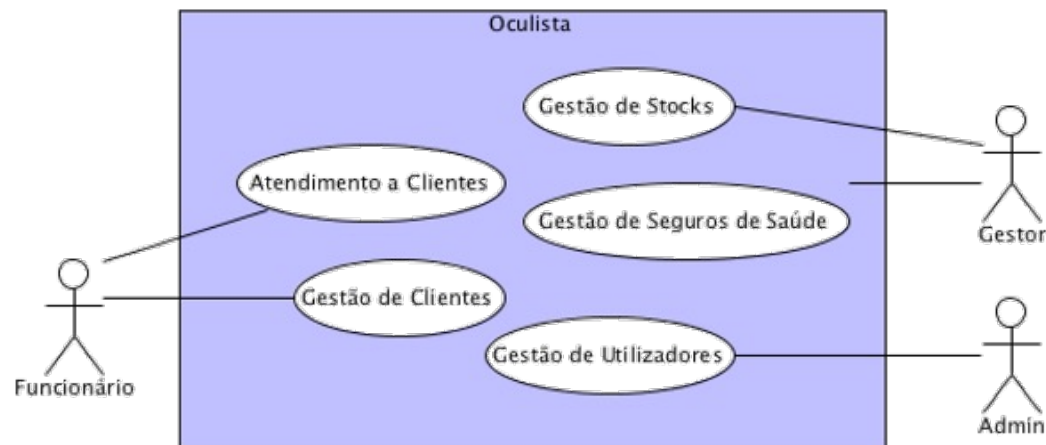 Oculista
Gestão de Stocks
Atendimento a Clientes
Gestão de Seguros de Saúde
Gestor
Gestão de Clientes
Gestão de Utilizadores
Funcionário
Admin